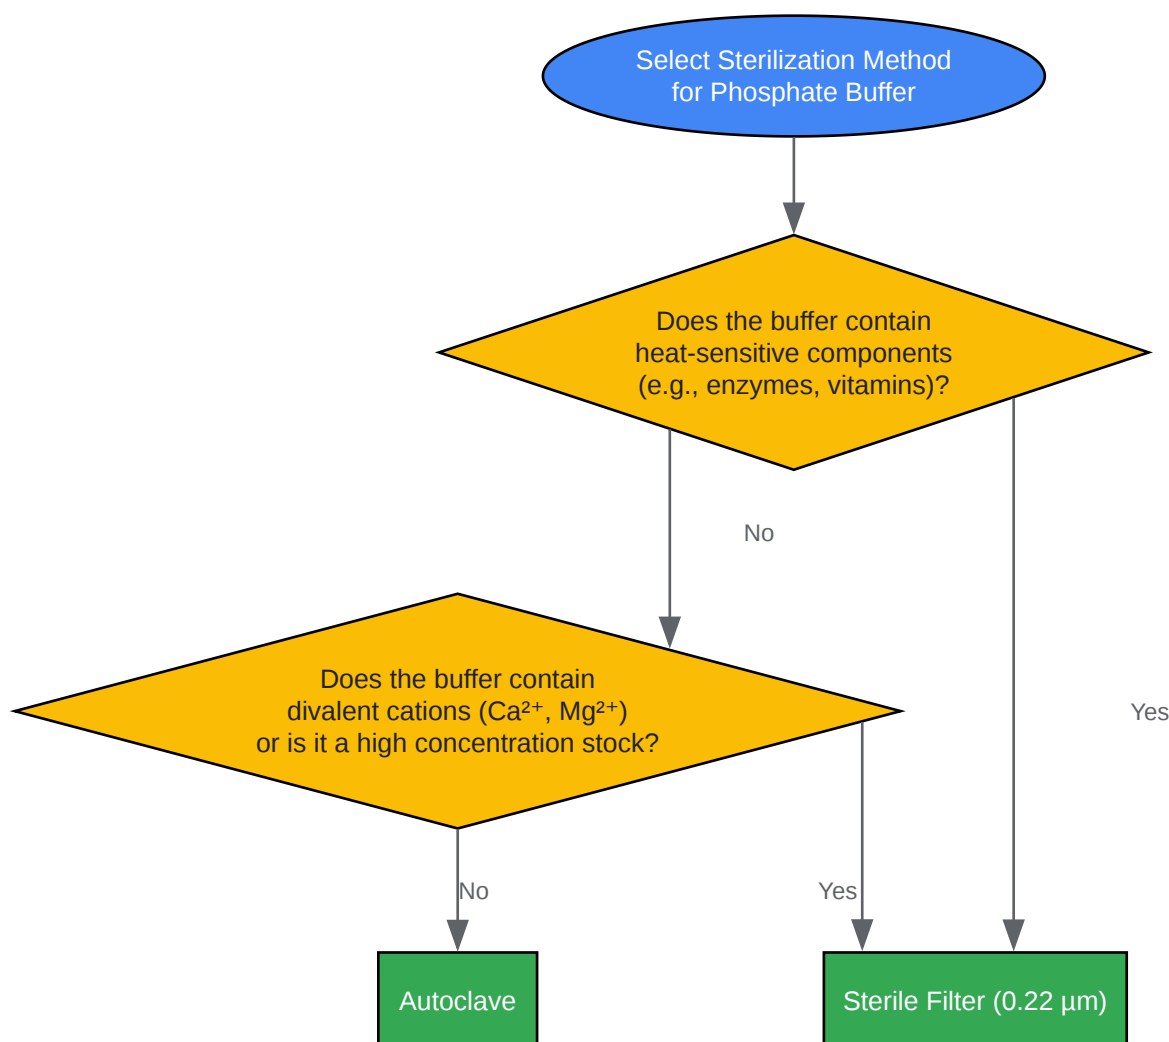 Select Sterilization Method
for Phosphate Buffer
Does the buffer contain
heat-sensitive components
(e.g., enzymes, vitamins)?
No
Does the buffer contain
divalent cations (Ca²⁺, Mg²⁺)
or is it a high concentration stock?
Yes
No
Yes
Autoclave
Sterile Filter (0.22 µm)